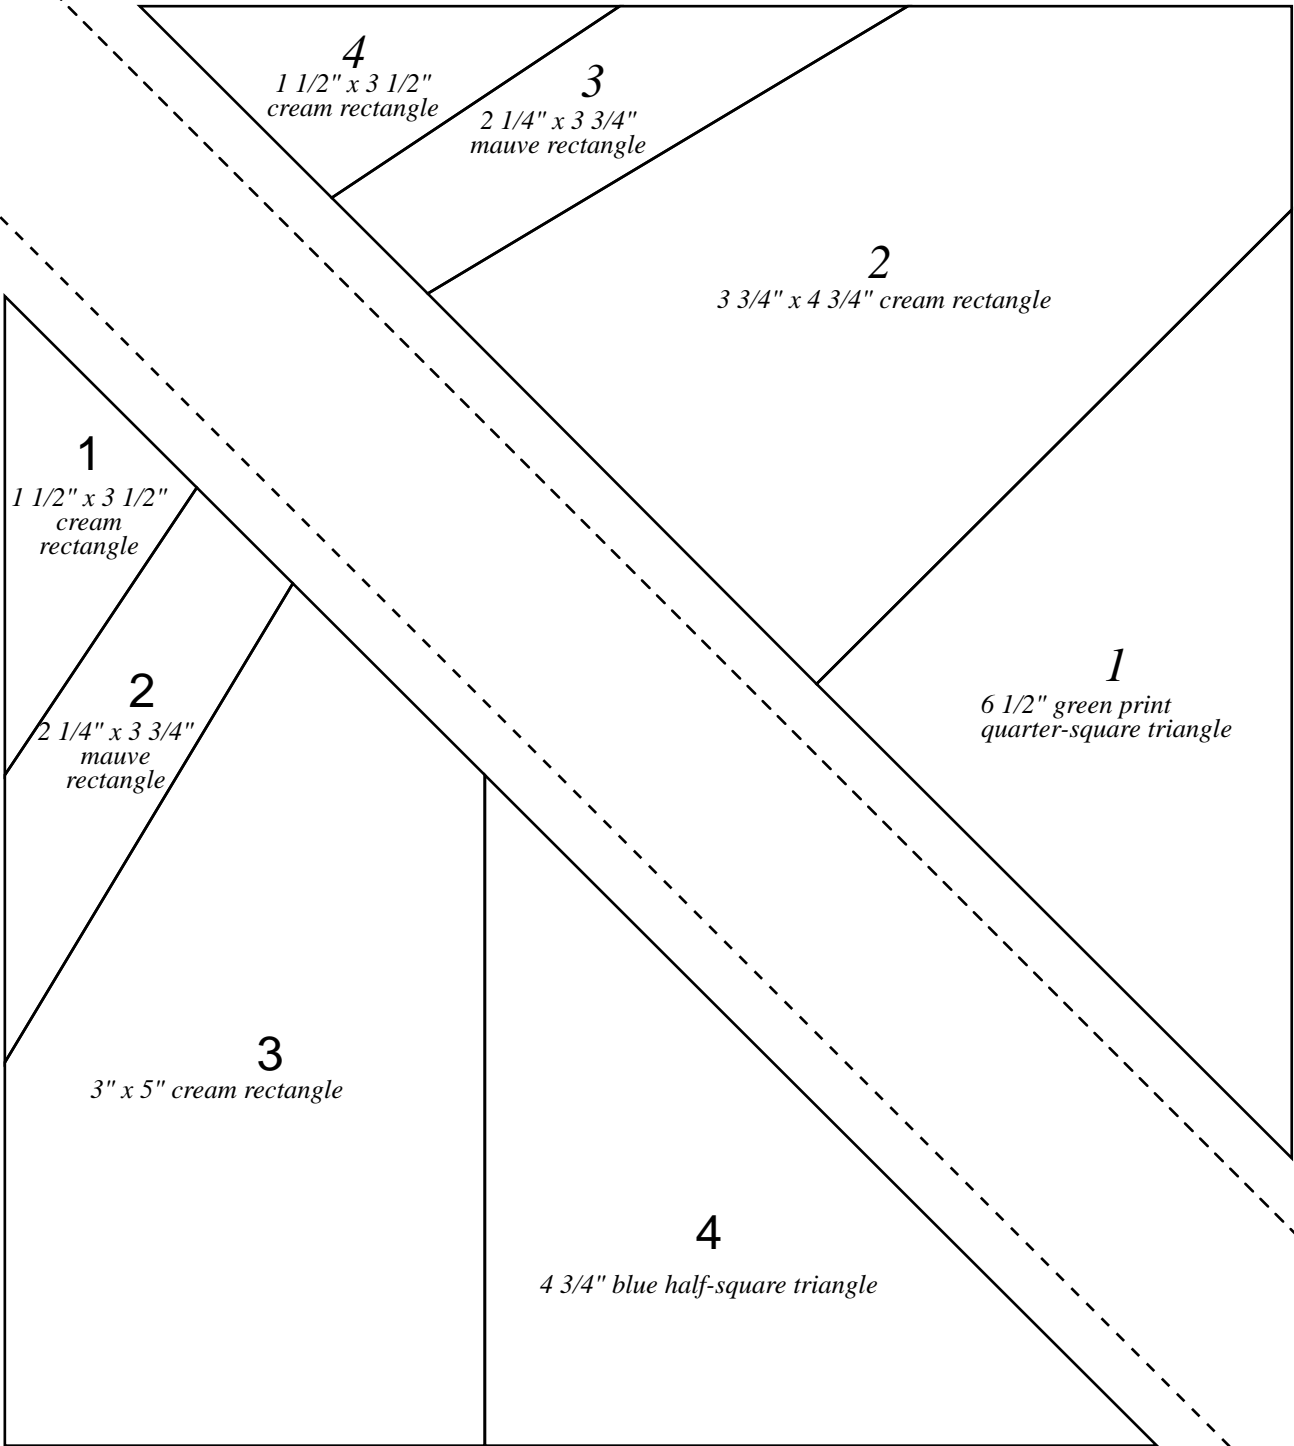 4
1 1/2" x 3 1/2"
cream rectangle
3
2 1/4" x 3 3/4"
mauve rectangle
2
3 3/4" x 4 3/4" cream rectangle
1
6 1/2" green print
quarter-square triangle
1
1 1/2" x 3 1/2"
cream
rectangle
2
2 1/4" x 3 3/4"
mauve
rectangle
3
3" x 5" cream rectangle
4
4 3/4" blue half-square triangle